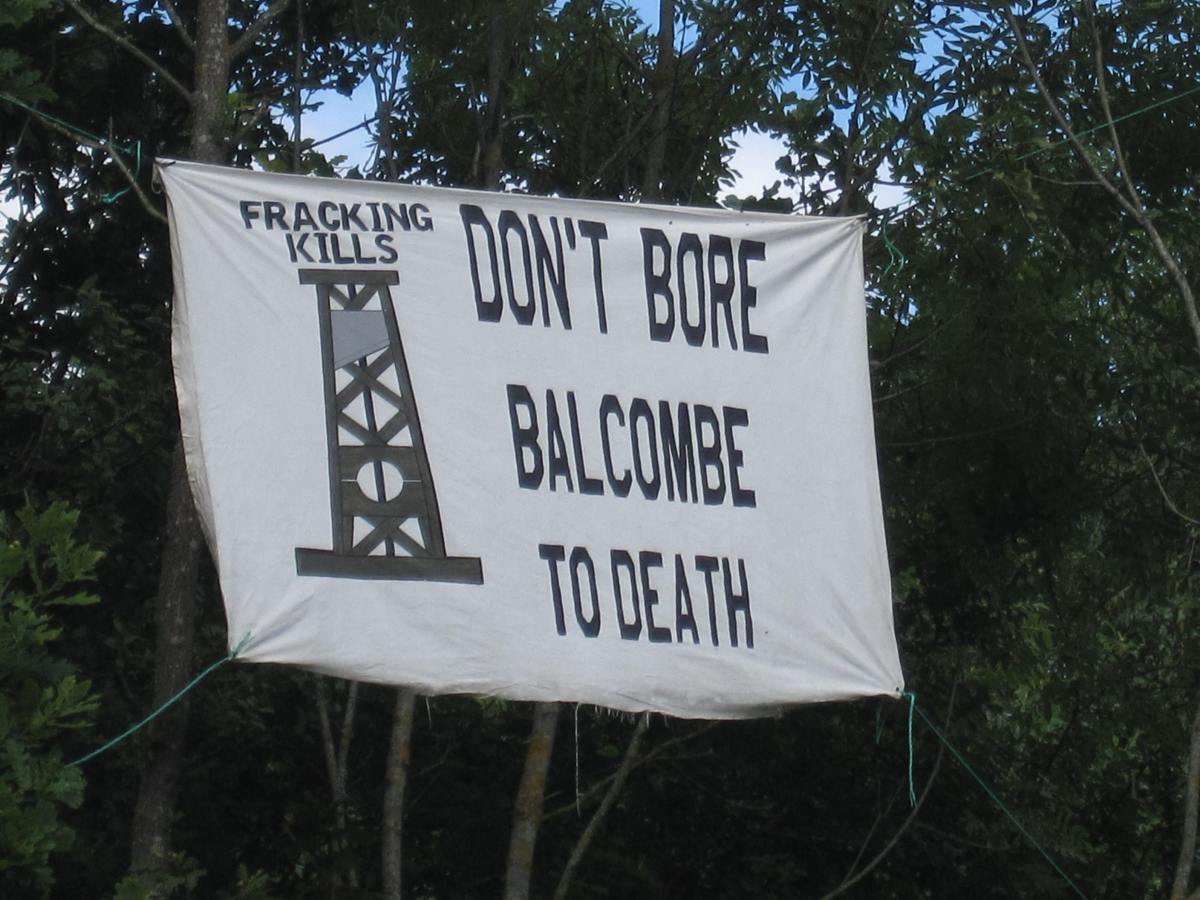 FRACKING
KILLS
DON'T BORE
BALCOMBE
TO DEATH